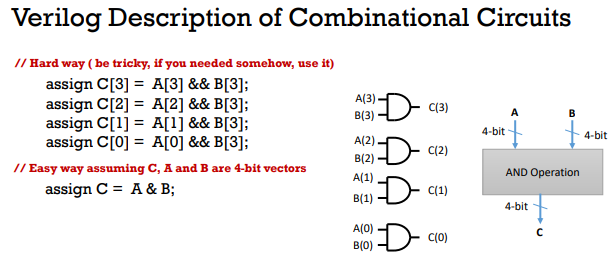 Verilog Description of Combinational Circuits
// Hard way ( be tricky, if you needed somehow, use it)
assign C[3] = A[3] && B[3];
assign C[2] = A[2] && B[3];
assign C[1] = A[1] && B[3];
assign C[0] = A[0] && B[3];
// Easy way assuming C, A and B are 4-bit vectors
assign C = A & B;
A(3)
B(3)
C(3)
A(2)
B(2)
C(2)
A(1)
B(1)
C(1)
A(0)
B(0)
C(0)
A
B
4-bit
4-bit
AND Operation
4-bit
C